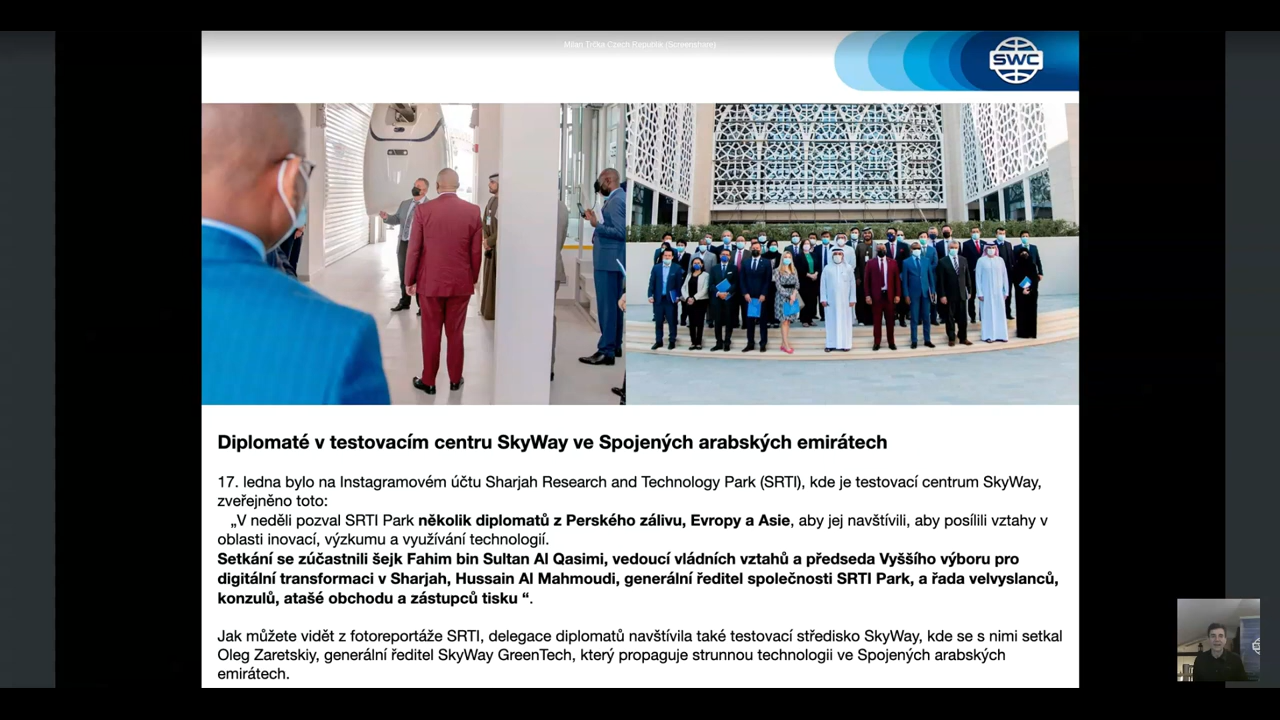 Milan Trčka Czech Republic (Screenshare)
SWC
Diplomaté v testovacím centru SkyWay ve Spojených arabských emirátech
17. ledna bylo na Instagramovém účtu Sharjah Research and Technology Park (SRTI), kde je testovací centrum SkyWay,
zveřejněno toto:
„V neděli pozval SRTI Park několik diplomatů z Perského zálivu, Evropy a Asie, aby jej navštívili, aby posílili vztahy v
oblasti inovací, výzkumu a využívání technologií.
Setkání se zúčastnili šejk Fahim bin Sultan Al Qasimi, vedoucí vládních vztahů a předseda Vyššího výboru pro
digitální transformaci v Sharjah, Hussain Al Mahmoudi, generální ředitel společnosti SRTI Park, a řada velvyslanců,
konzulů, atašé obchodu a zástupců tisku “.
Jak můžete vidět z fotoreportáže SRTI, delegace diplomatů navštívila také testovací středisko SkyWay, kde se s nimi setkal
Oleg Zaretskiy, generální ředitel SkyWay GreenTech, který propaguje strunnou technologii ve Spojených arabských
emirátech.